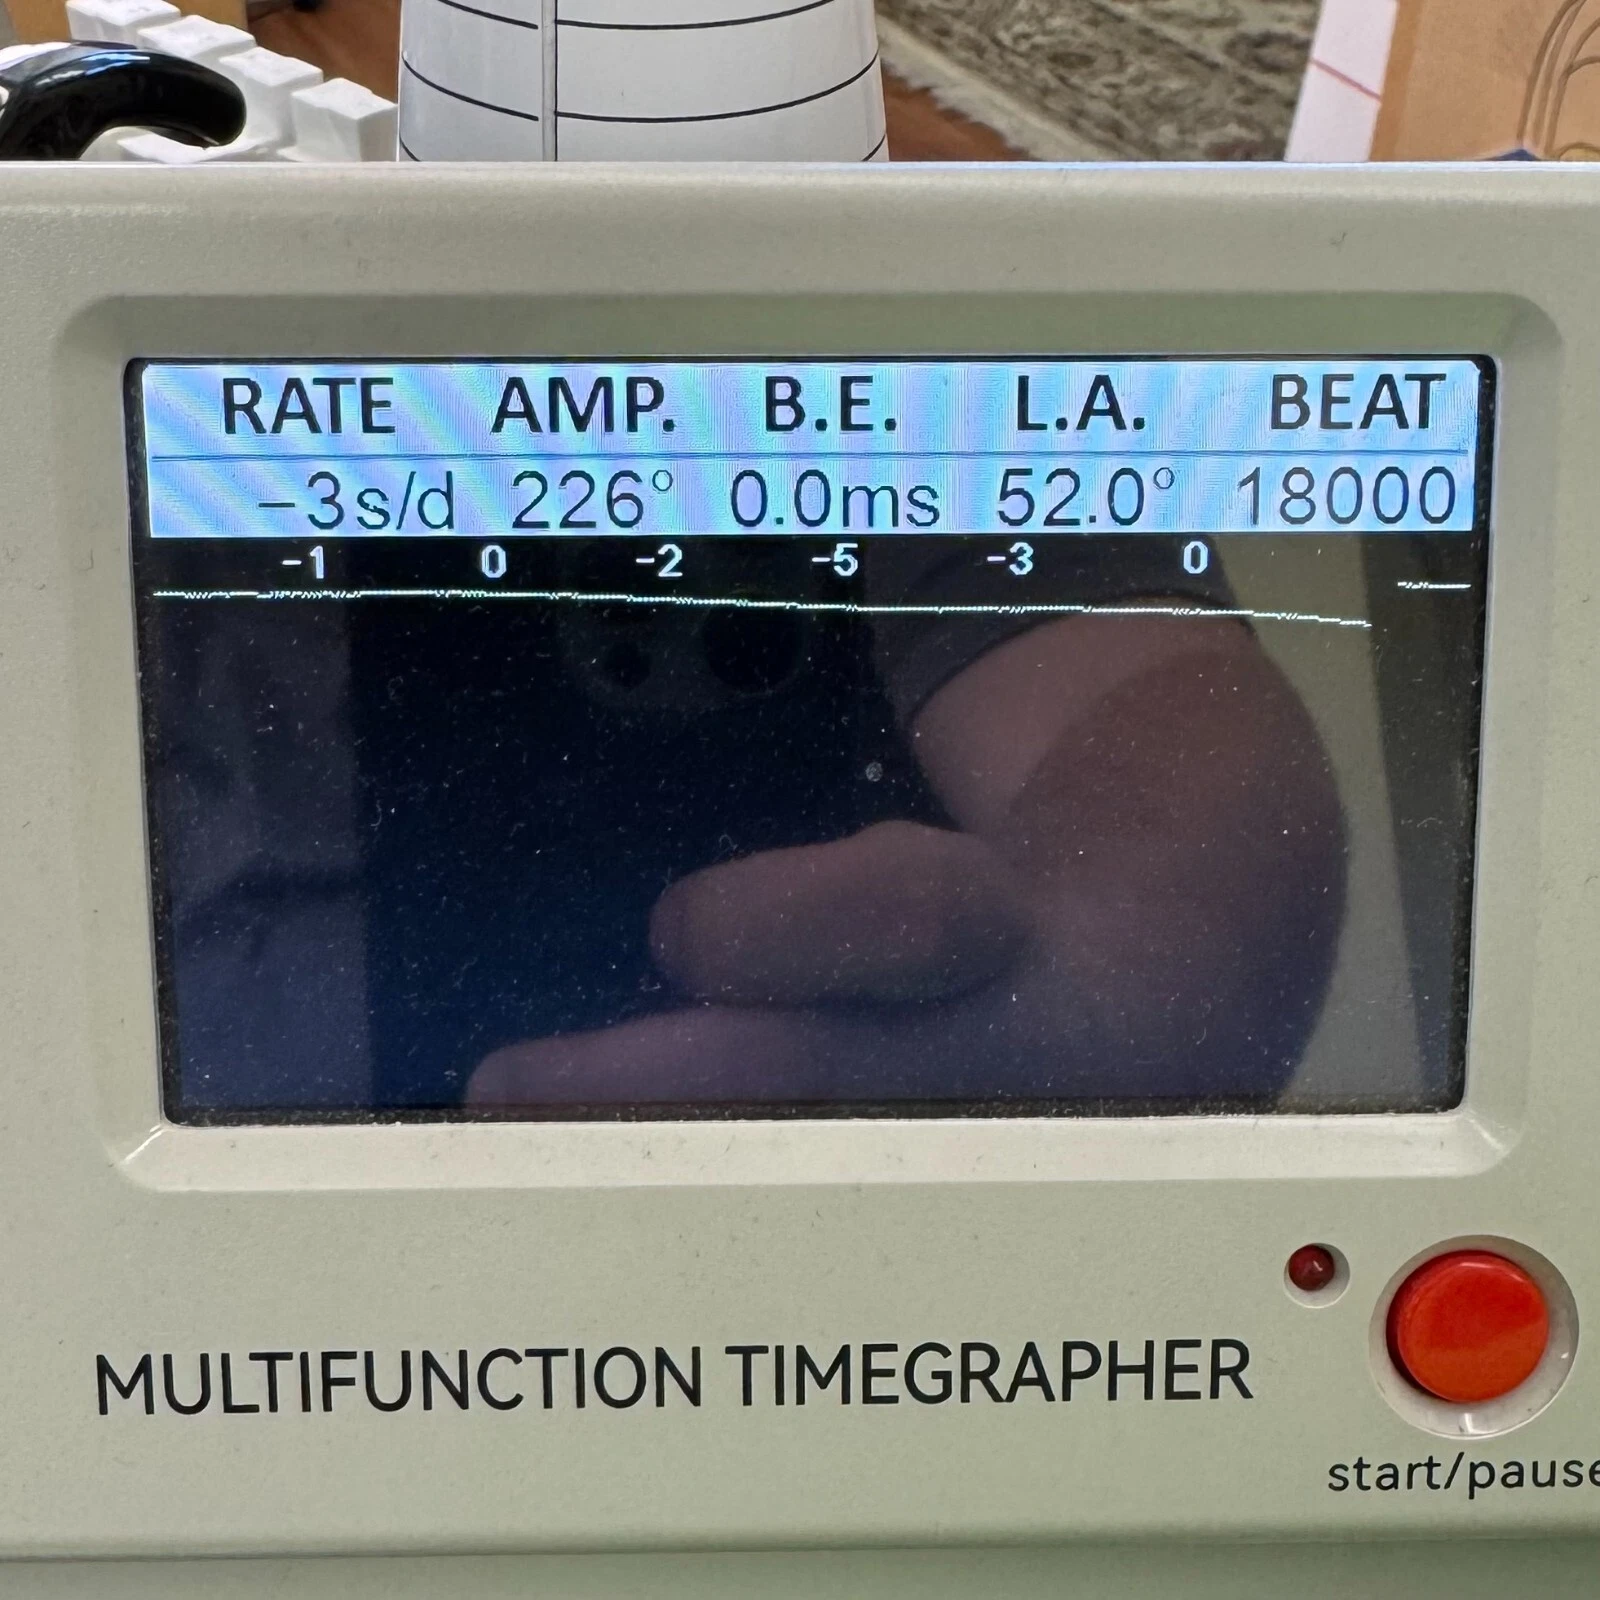 RATE AMP. B.E. L.A. BEAT
-3s/d 226° 0.0ms 52.0° 18000
-1 0 -2 -5 -3 0
MULTIFUNCTION TIMEGRAPHER
start/pause